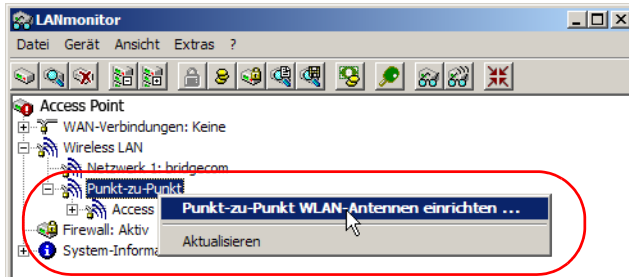 LANmonitor
Datei Gerät Ansicht Extras ?
Access Point
WAN-Verbindungen: Keine
Wireless LAN
Netzwerk 1: bridgecom
Punkt-zu-Punkt
Access
Punkt-zu-Punkt WLAN-Antennen einrichten ...
Firewall: Aktiv
Aktualisieren
System-Informa